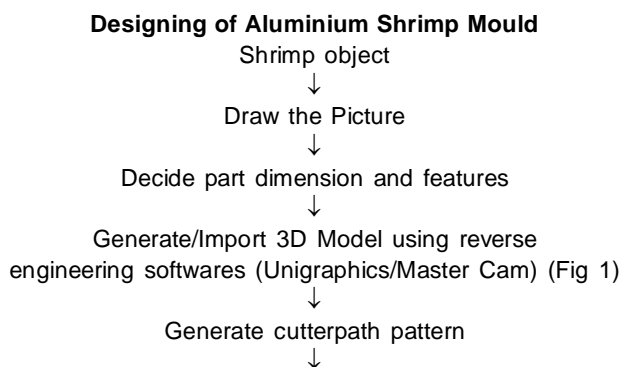 Designing of Aluminium Shrimp Mould
Shrimp object
↓
Draw the Picture
↓
Decide part dimension and features
↓
Generate/Import 3D Model using reverse
engineering softwares (Unigraphics/Master Cam) (Fig 1)
↓
Generate cutterpath pattern
↓